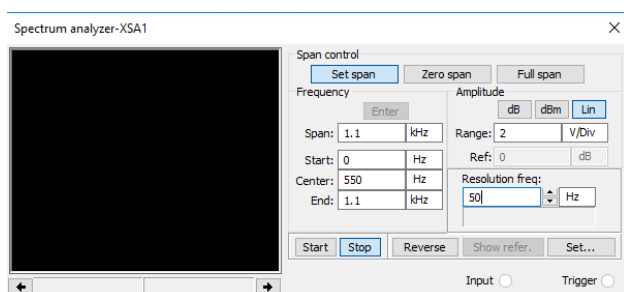 Spectrum analyzer-XSA1
Span control
Set span Zero span Full span
Frequency Amplitude
Enter dB dBm Lin
Span: 1.1 kHz Range: 2 V/Div
Start: 0 Hz Ref: 0 dB
Center: 550 Hz Resolution freq:
End: 1.1 kHz 50 Hz
Start Stop Reverse Show refer. Set...
Input Trigger